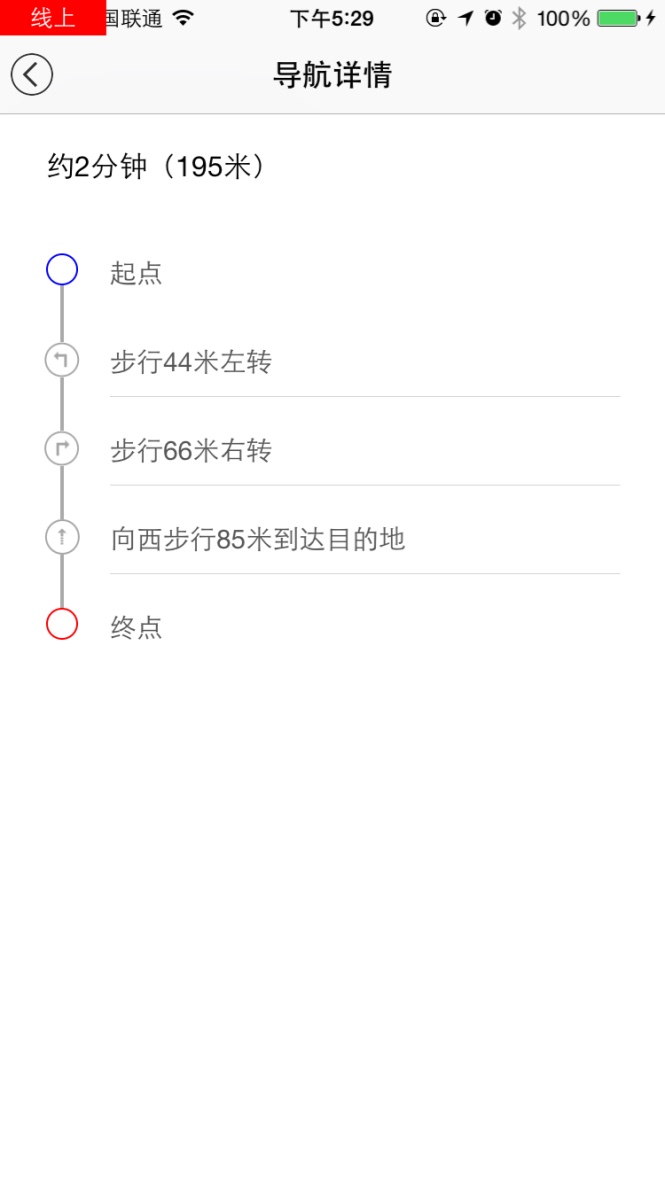 线上 国联通 下午5:29 100%
导航详情
约2分钟（195米）
起点
步行44米左转
步行66米右转
向西步行85米到达目的地
终点